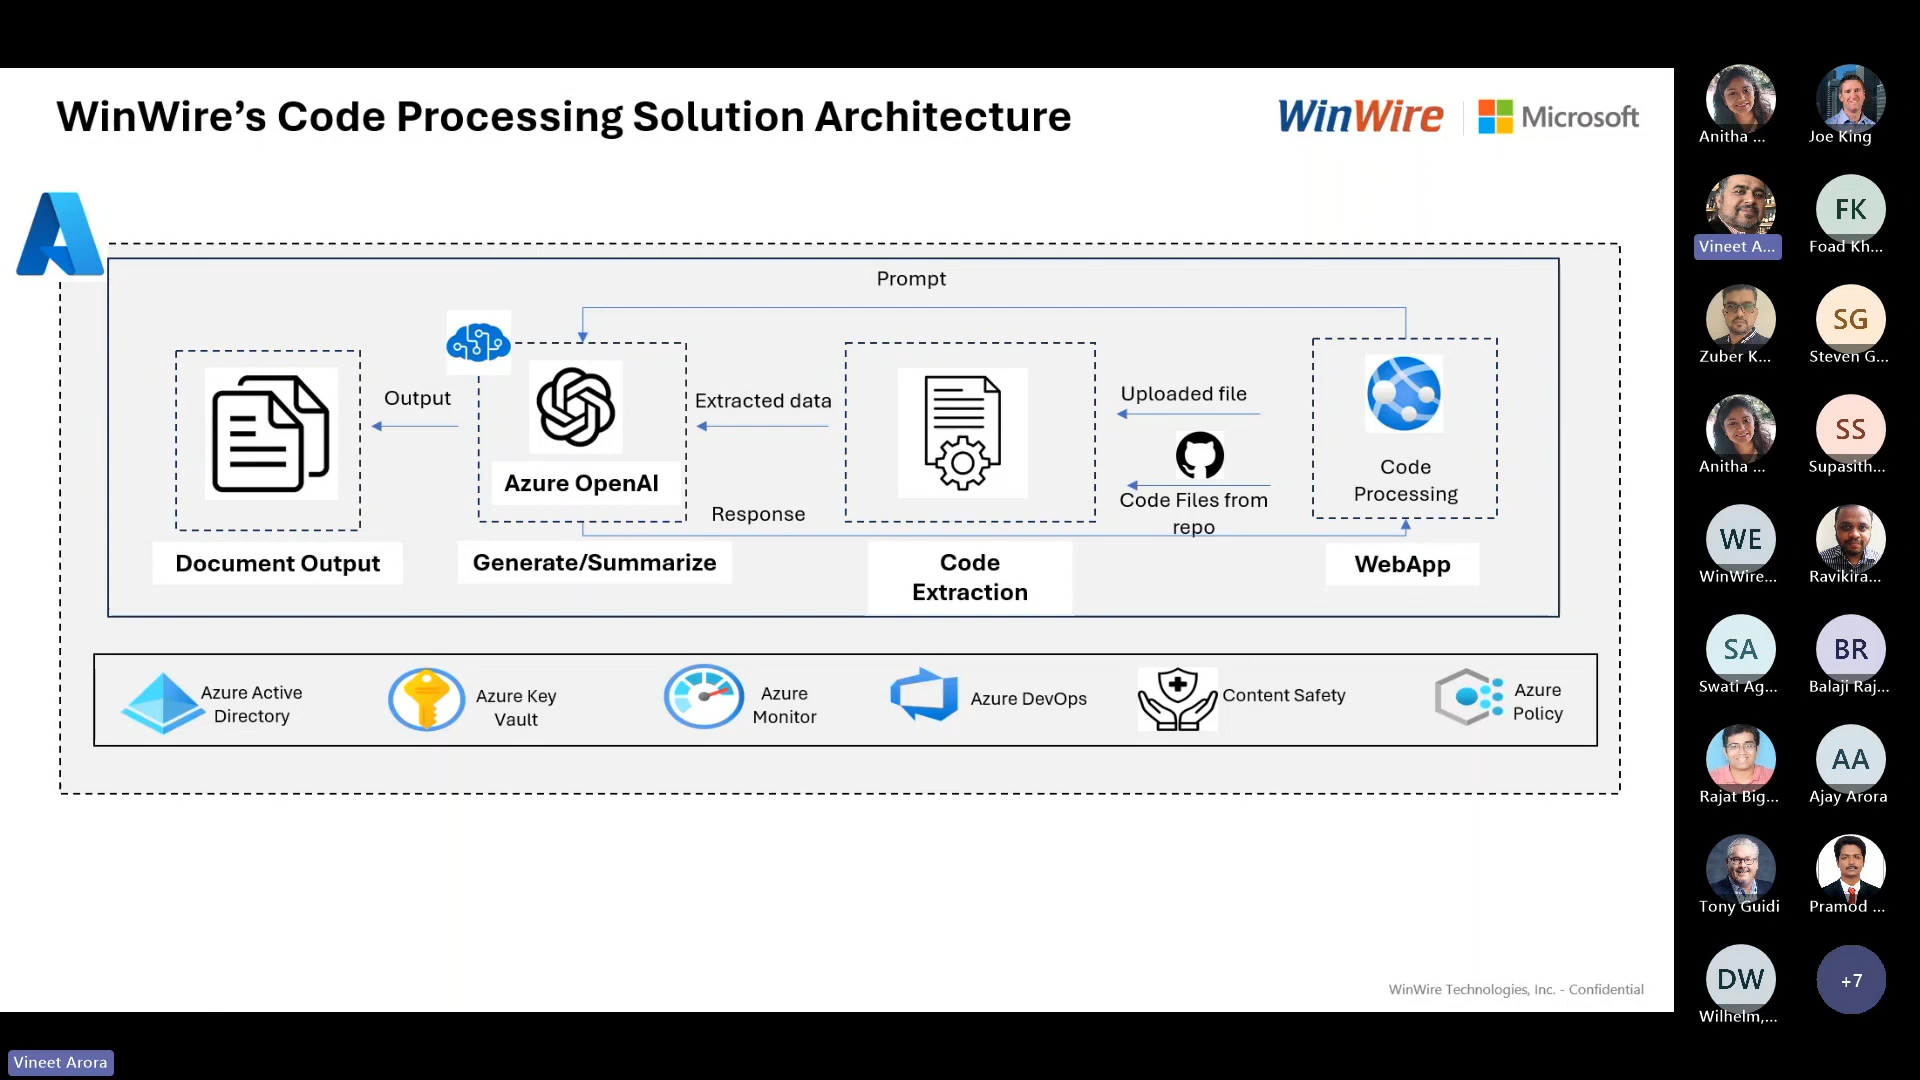 WinWire's Code Processing Solution Architecture
WinWire
Microsoft
Prompt
Output
Azure OpenAI
Extracted data
Response
Uploaded file
Code Files from
repo
Code
Processing
Document Output
Generate/Summarize
Code
Extraction
WebApp
Azure Active
Directory
Azure Key
Vault
Azure
Monitor
Azure DevOps
Content Safety
Azure
Policy
WinWire Technologies, Inc. - Confidential
Anitha ...
Joe King
Vineet A...
FK
Foad Kh...
Zuber K...
SG
Steven G...
Anitha ...
SS
Supasith...
WE
WinWire...
Ravikira...
SA
Swati Ag...
BR
Balaji Raj...
Rajat Big...
AA
Ajay Arora
Tony Guidi
Pramod ...
DW
Wilhelm,...
+7
Vineet Arora